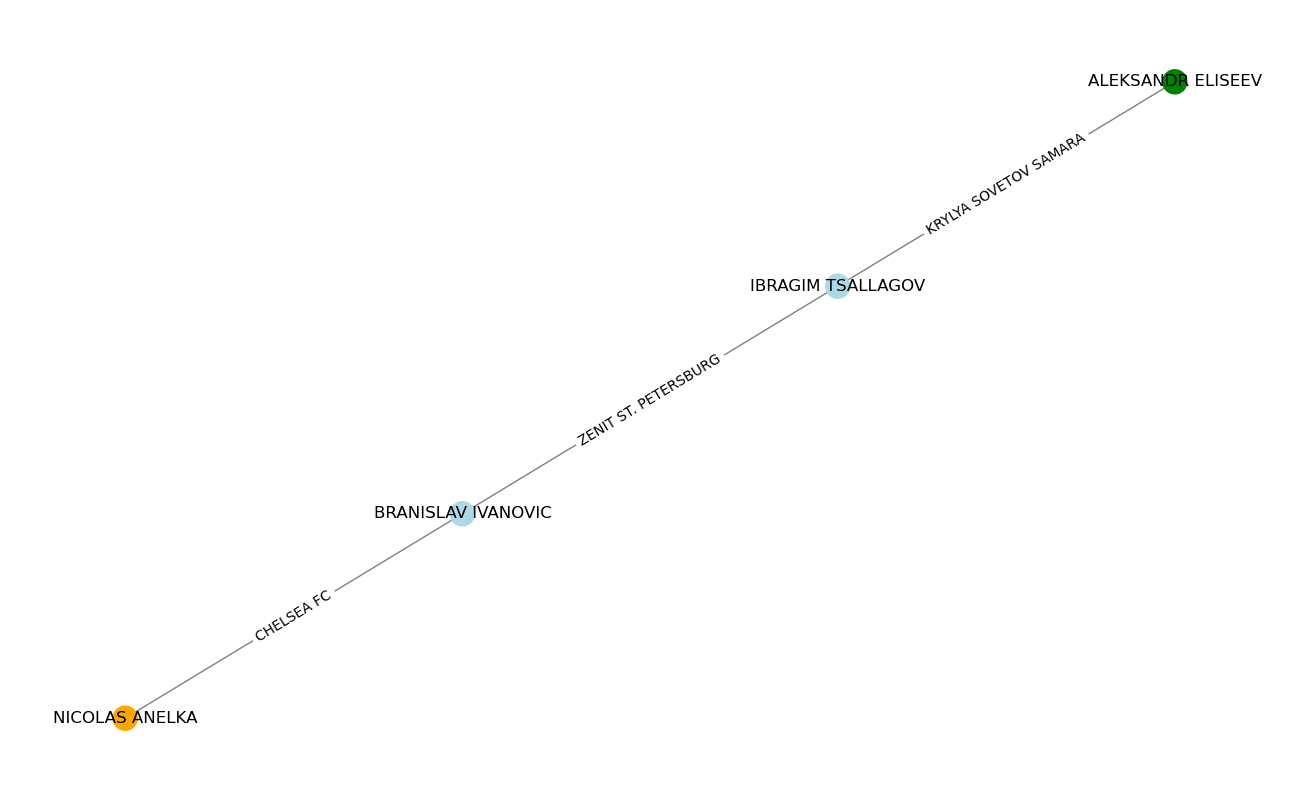 ALEKSANDR ELISEEV
KRYLYA SOVETOV SAMARA
IBRAGIM TSALLAGOV
ZENIT ST. PETERSBURG
BRANISLAV IVANOVIC
CHELSEA FC
NICOLAS ANELKA